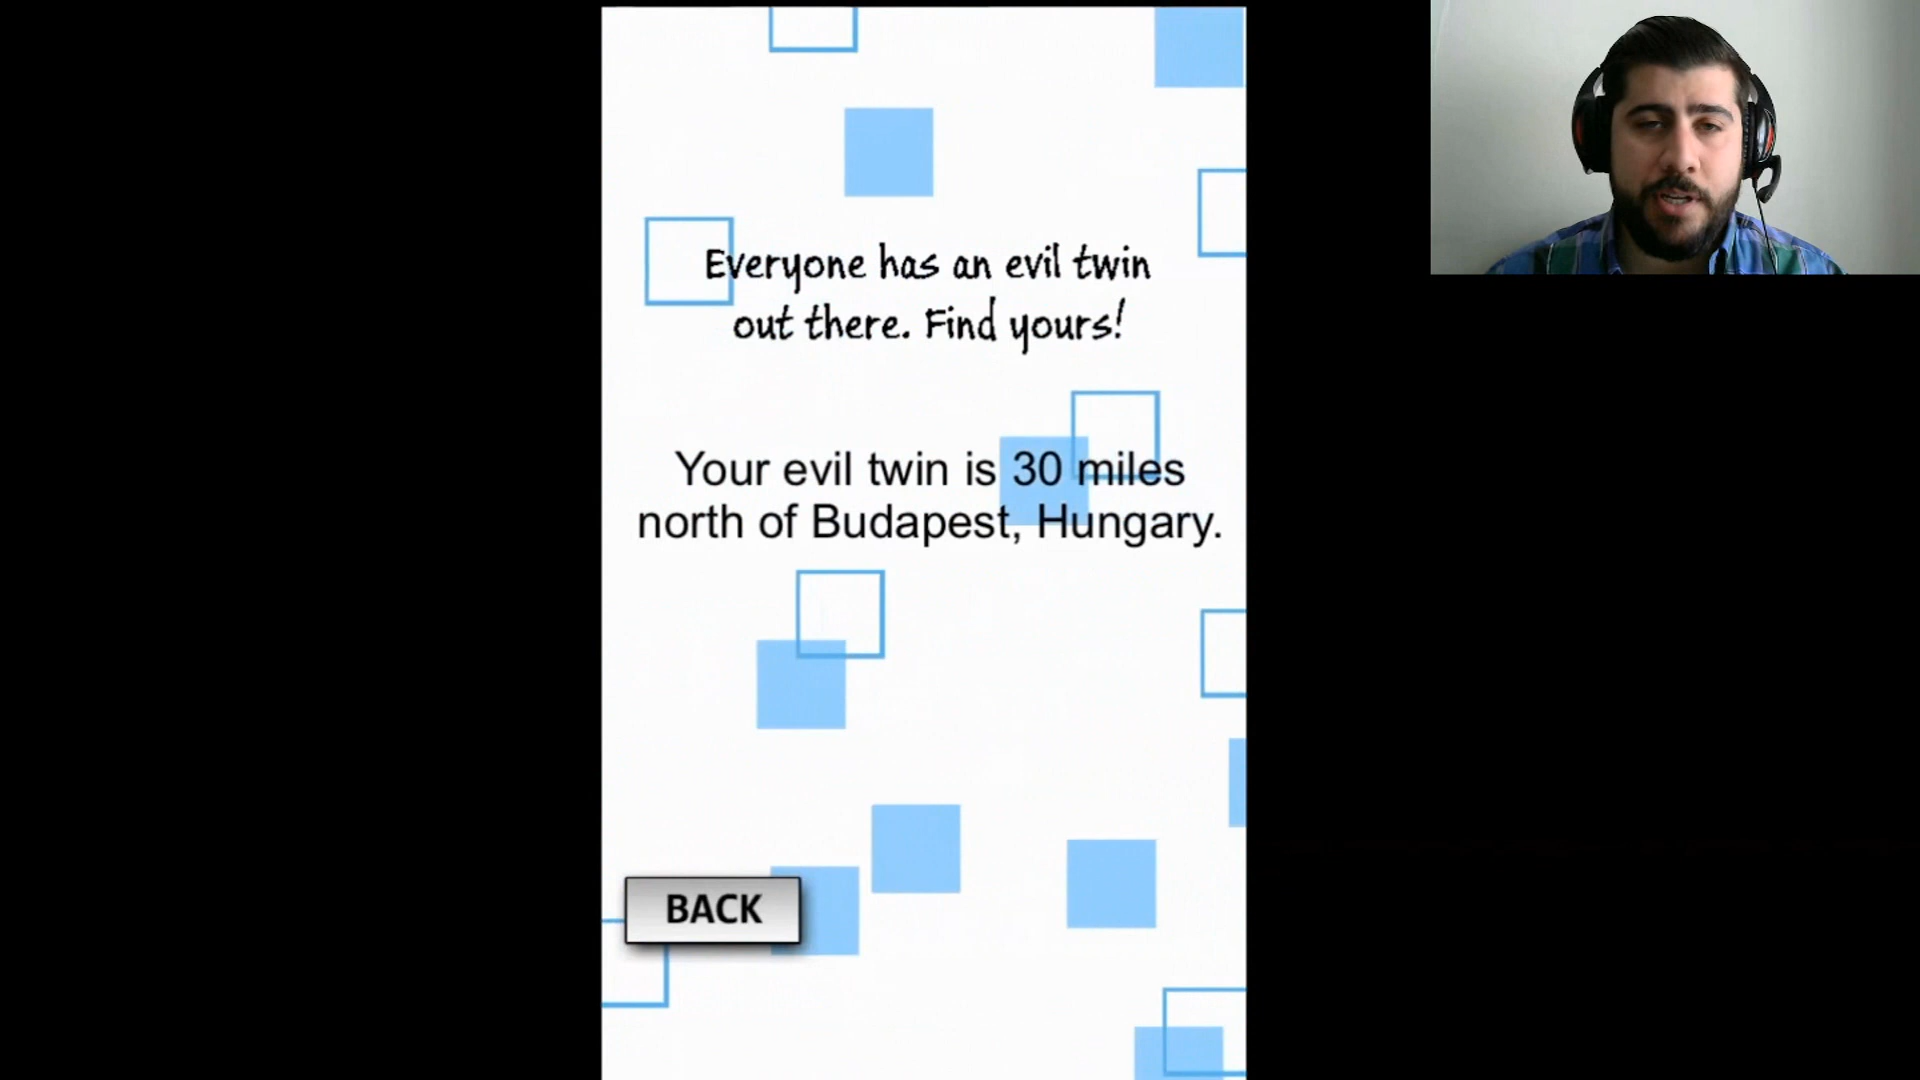 Everyone has an evil twin
out there. Find yours!
Your evil twin is 30 miles
north of Budapest, Hungary.
BACK